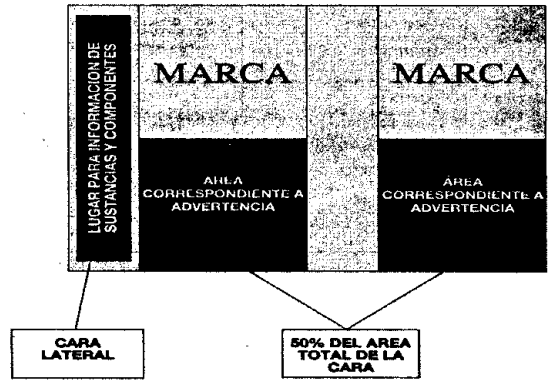 LUGAR PARA INFORMACION DE
SUSTANCIAS Y COMPONENTES
MARCA
AREA
CORRESPONDIENTE A
ADVERTENCIA
MARCA
ÁREA
CORRESPONDIENTE A
ADVERTENCIA
CARA
LATERAL
50% DEL AREA
TOTAL DE LA
CARA